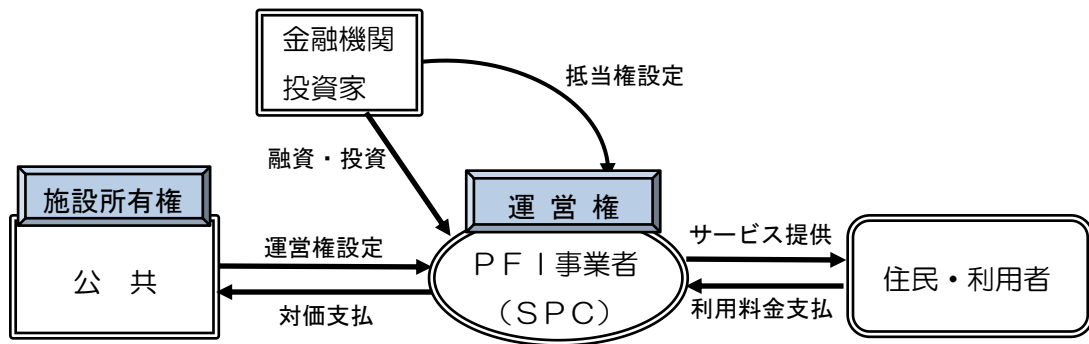 金融機関
投資家
抵当権設定
融資・投資
施設所有権
運 営 権
サービス提供
運営権設定
公 共
ＰＦＩ事業者
（ＳＰＣ）
住民・利用者
対価支払
利用料金支払